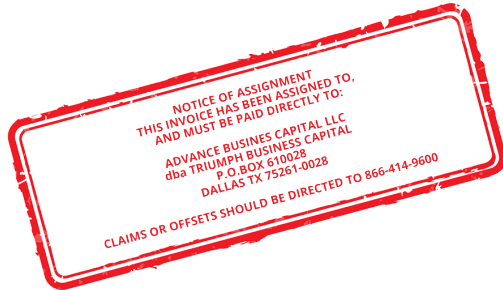 NOTICE OF ASSIGNMENT
THIS INVOICE HAS BEEN ASSIGNED TO,
AND MUST BE PAID DIRECTLY TO:
ADVANCE BUSINES CAPITAL LLC
dba TRIUMPH BUSINESS CAPITAL
P.O.BOX 610028
DALLAS TX 75261-0028
CLAIMS OR OFFSETS SHOULD BE DIRECTED TO 866-414-9600